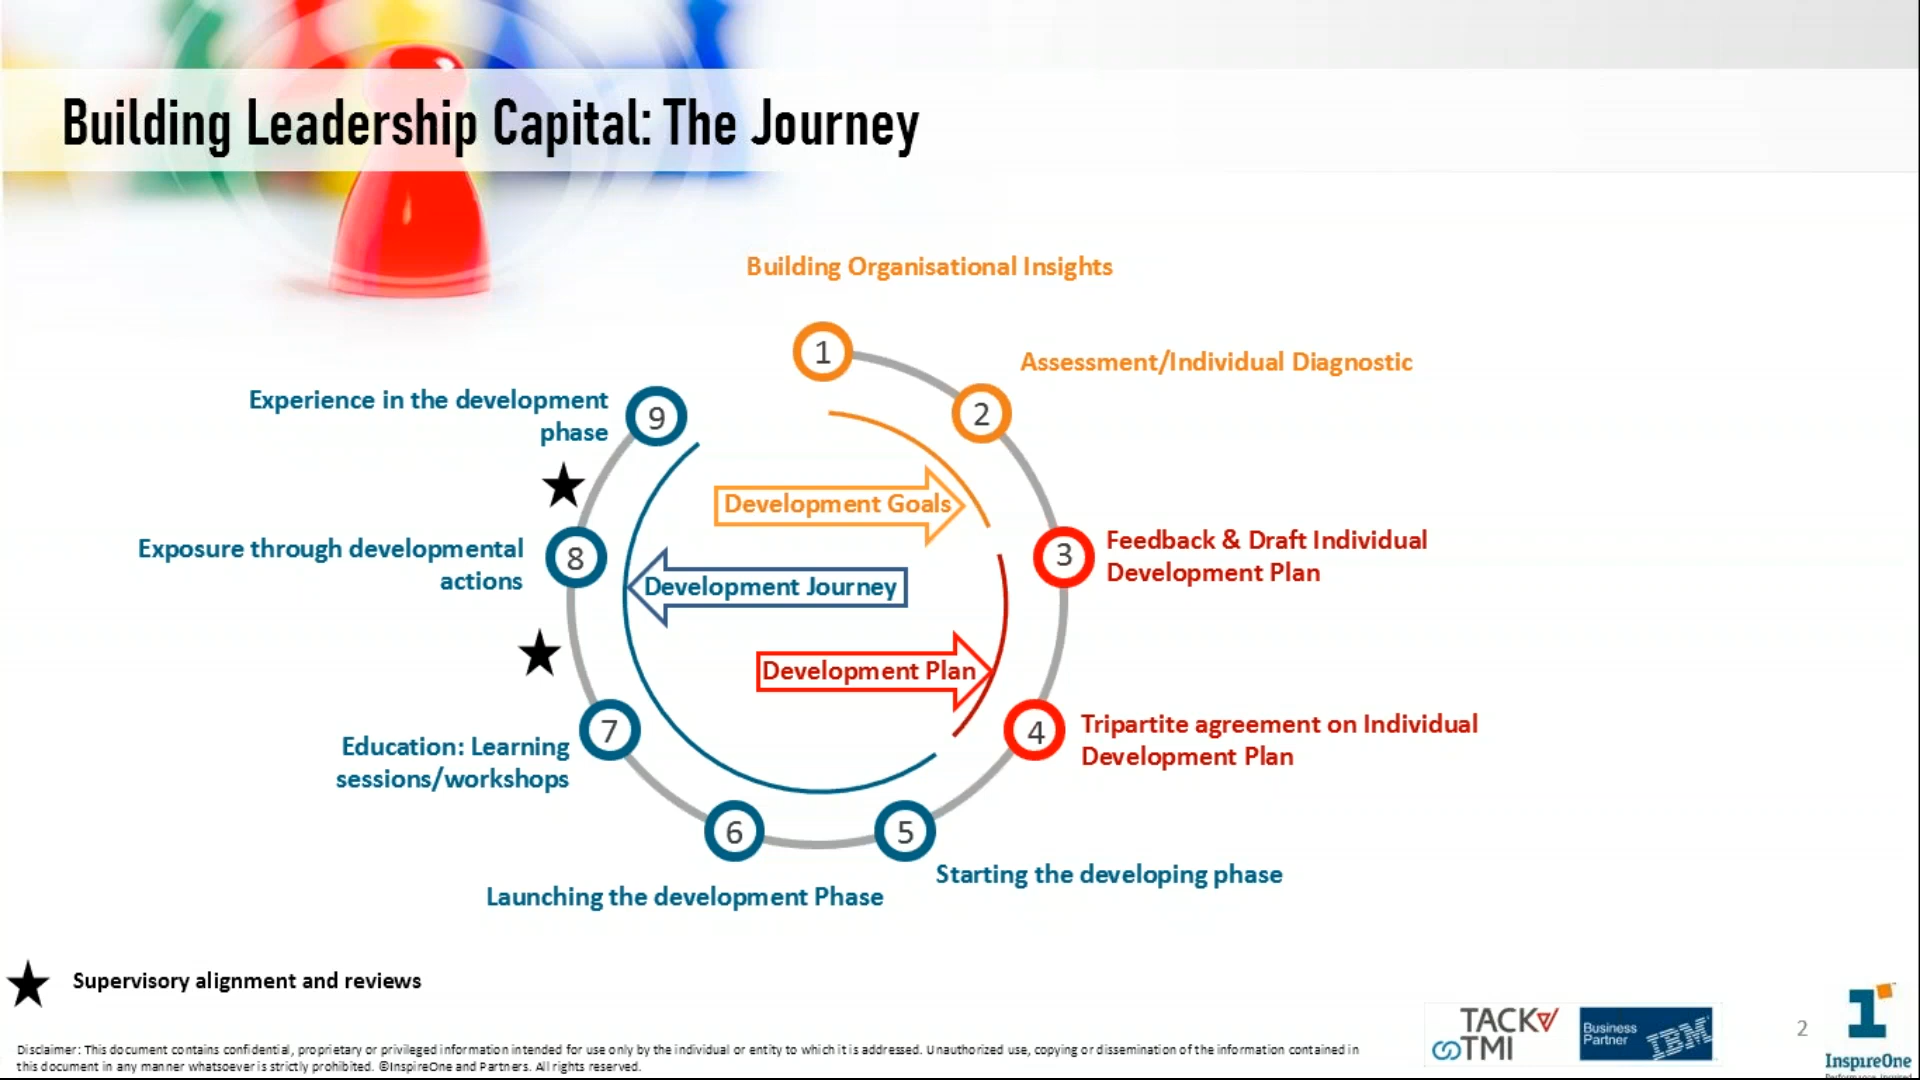 Building Leadership Capital: The Journey
Building Organisational Insights
1
2
Assessment/Individual Diagnostic
Experience in the development
phase
9
Development Goals
3
Feedback & Draft Individual
Development Plan
Exposure through developmental
actions
8
Development Journey
Development Plan
4
Tripartite agreement on Individual
Development Plan
7
Education: Learning
sessions/workshops
6
5
Starting the developing phase
Launching the development Phase
Supervisory alignment and reviews
TACK
TMI
Business
Partner
IBM
2
InspireOne
Performance. Inspired
Disclaimer: This document contains confidential, proprietary or privileged information intended for use only by the individual or entity to which it is addressed. Unauthorized use, copying or dissemination of the information contained in
this document in any manner whatsoever is strictly prohibited. ©InspireOne and Partners. All rights reserved.